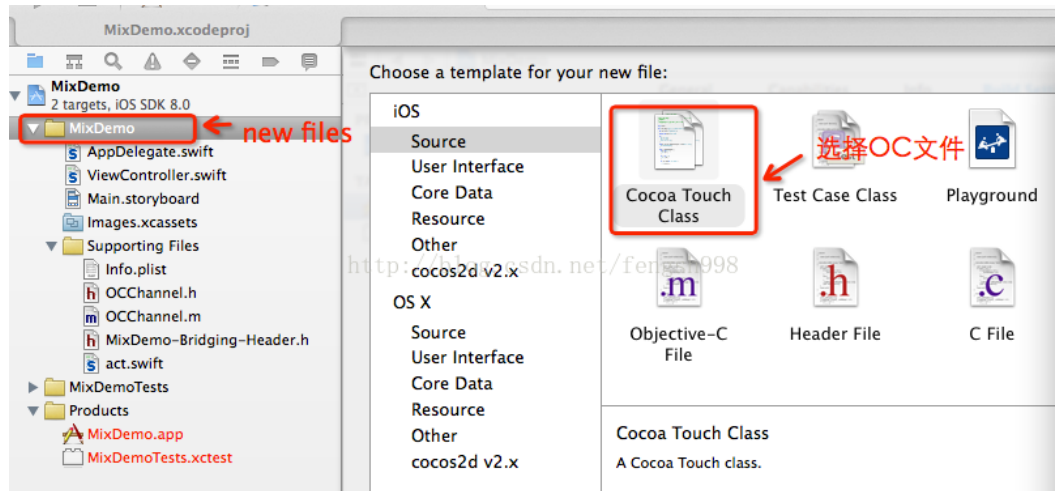 MixDemo.xcodeproj
MixDemo
2 targets, iOS SDK 8.0
MixDemo
new files
AppDelegate.swift
ViewController.swift
Main.storyboard
Images.xcassets
Supporting Files
Info.plist
OCChannel.h
OCChannel.m
MixDemo-Bridging-Header.h
act.swift
MixDemoTests
Products
MixDemo.app
MixDemoTests.xctest
Choose a template for your new file:
iOS
Source
User Interface
Core Data
Resource
Other
cocos2d v2.x
OS X
Source
User Interface
Core Data
Resource
Other
cocos2d v2.x
选择OC文件
Cocoa Touch
Class
Test Case Class
Playground
.m
.h
.c
Objective-C
File
Header File
C File
Cocoa Touch Class
A Cocoa Touch class.